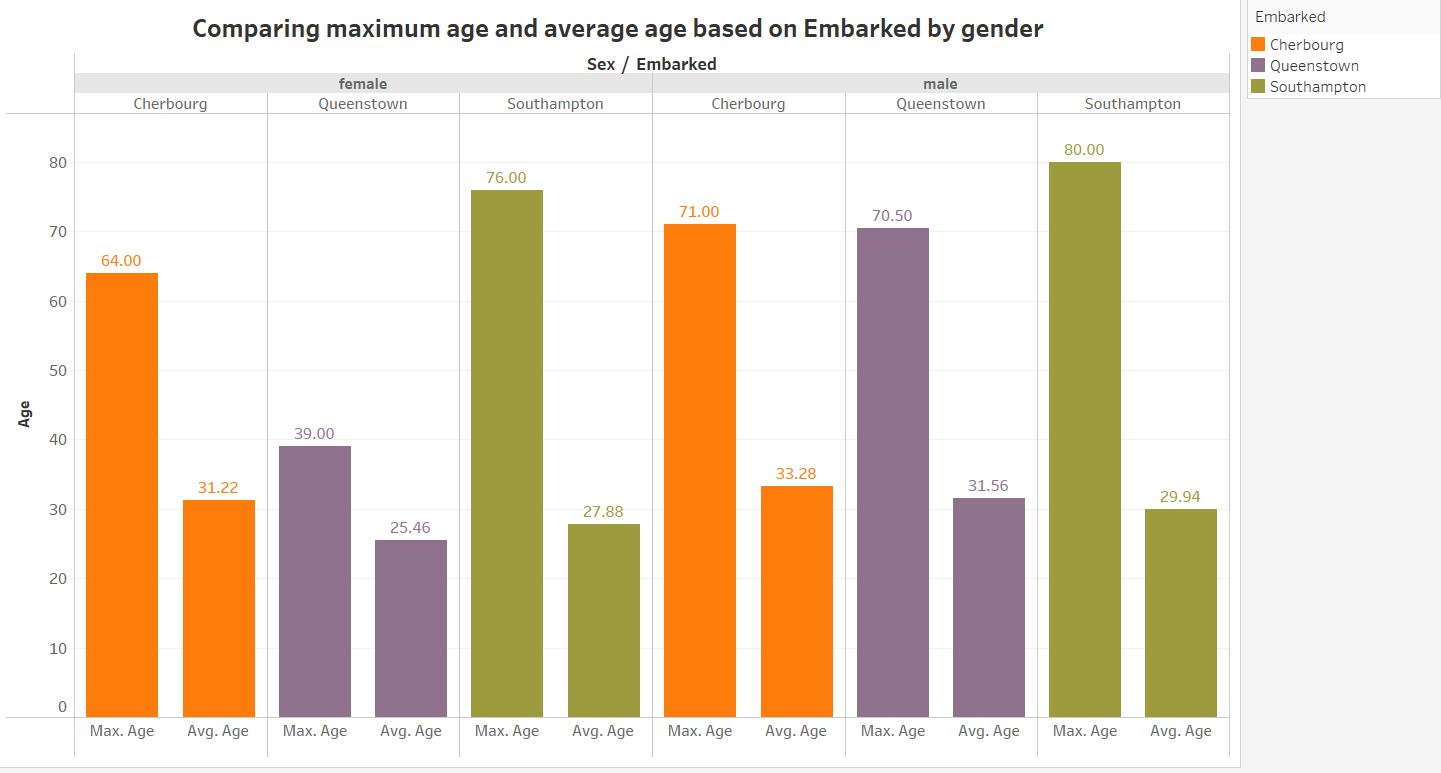 Comparing maximum age and average age based on Embarked by gender
Sex / Embarked
female male
Cherbourg Queenstown Southampton Cherbourg Queenstown Southampton
Age
80
70
60
50
40
30
20
10
0
64.00
31.22
39.00
25.46
76.00
27.88
71.00
33.28
70.50
31.56
80.00
29.94
Max. Age Avg. Age Max. Age Avg. Age Max. Age Avg. Age Max. Age Avg. Age Max. Age Avg. Age Max. Age Avg. Age
Embarked
Cherbourg
Queenstown
Southampton